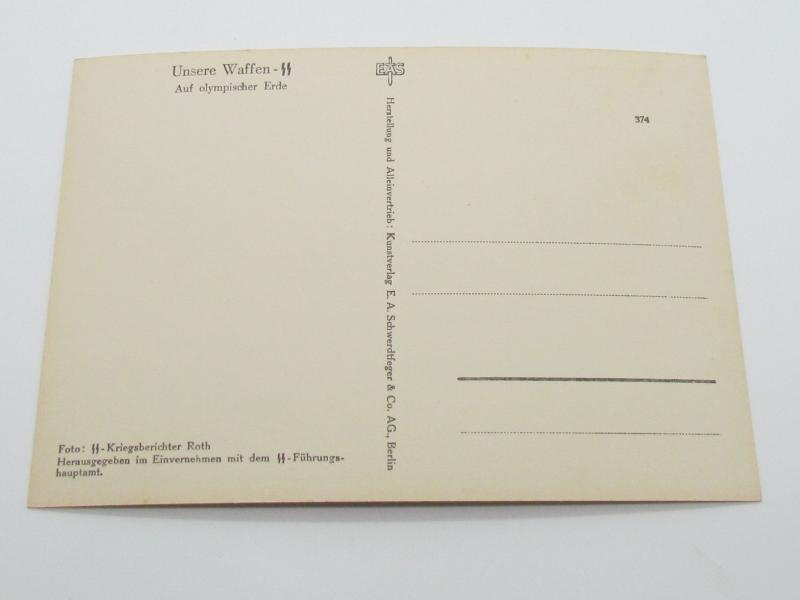 Unsere Waffen-ᛋᛋ
Auf olympischer Erde
EAS
374
Herstellung und Alleinvertrieb: Kunstverlag E. A. Schwerdtfeger & Co. AG., Berlin
Foto: ᛋᛋ-Kriegsberichter Roth
Herausgegeben im Einvernehmen mit dem ᛋᛋ-Führungs-
hauptamt.